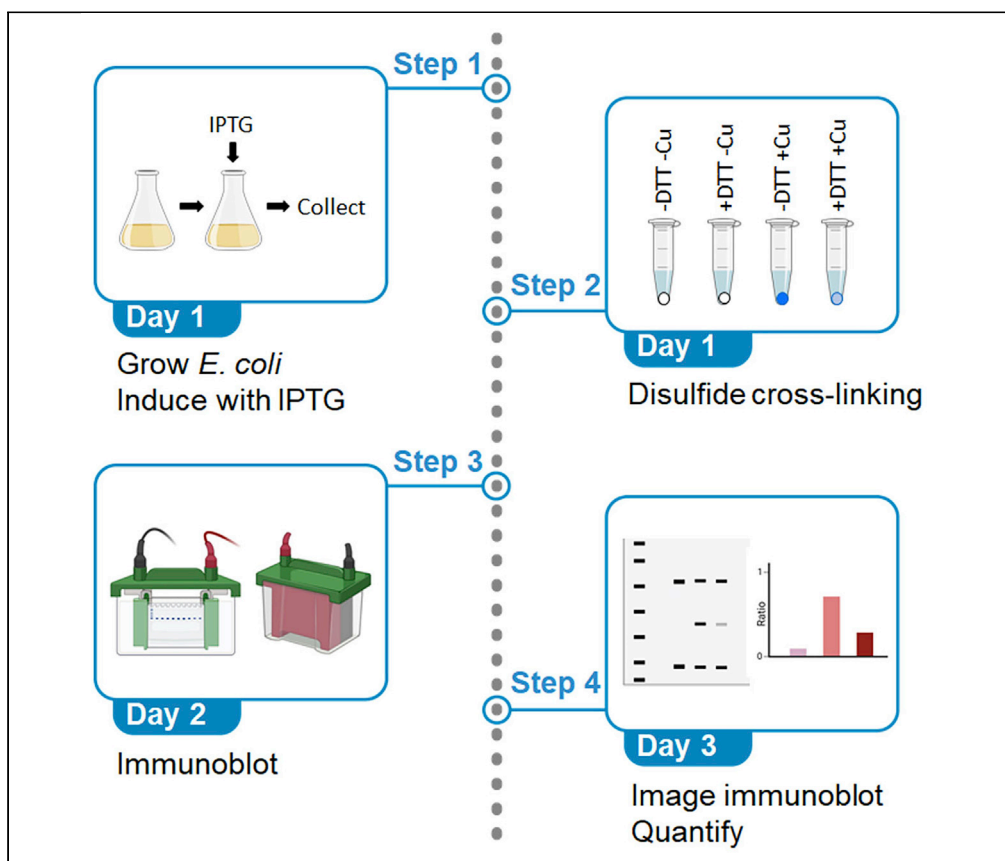 Step 1
IPTG
Collect
Day 1
Grow E. coli
Induce with IPTG
-DTT -Cu
+DTT -Cu
-DTT +Cu
+DTT +Cu
Step 2
Day 1
Disulfide cross-linking
Step 3
Day 2
Immunoblot
1
Ratio
0
Step 4
Day 3
Image immunoblot
Quantify